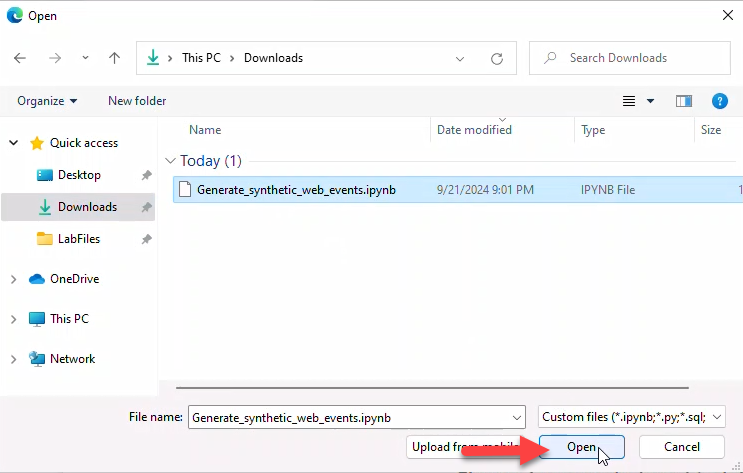 Open
This PC > Downloads
Search Downloads
Organize
New folder
Quick access
Desktop
Downloads
LabFiles
OneDrive
This PC
Network
Name
Date modified
Type
Size
Today (1)
Generate_synthetic_web_events.ipynb
9/21/2024 9:01 PM
IPYNB File
1
File name:
Generate_synthetic_web_events.ipynb
Custom files (*.ipynb;*.py;*.sql;
Upload from mobile
Open
Cancel